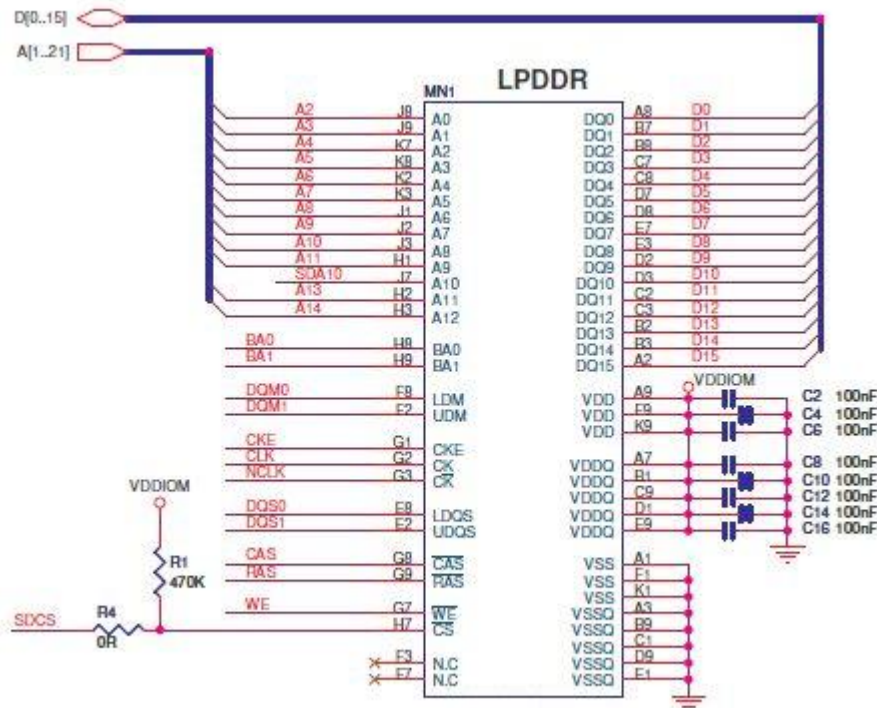 D[0..15]
A[1..21]
LPDDR
MN1
A2 J8 A0 DQ0 A8 D0
A3 J9 A1 DQ1 B7 D1
A4 K7 A2 DQ2 B8 D2
A5 K8 A3 DQ3 C7 D3
A6 K2 A4 DQ4 C8 D4
A7 K3 A5 DQ5 D7 D5
A8 J1 A6 DQ6 D8 D6
A9 J2 A7 DQ7 E7 D7
A10 J3 A8 DQ8 E3 D8
A11 H1 A9 DQ9 D2 D9
SDA10 J7 A10 DQ10 D3 D10
A13 H2 A11 DQ11 C2 D11
A14 H3 A12 DQ12 C3 D12
DQ13 B2 D13
BA0 H8 BA0 DQ14 B3 D14
BA1 H9 BA1 DQ15 A2 D15
VDDIOM
DQM0 F8 LDM VDD A9 C2 100nF
DQM1 F2 UDM VDD F9 C4 100nF
VDD K9 C6 100nF
CKE G1 CKE
CLK G2 CK VDDQ A7 C8 100nF
NCLK G3 CK VDDQ B1 C10 100nF
VDDIOM
VDDQ C9 C12 100nF
DQS0 E8 LDQS VDDQ D1 C14 100nF
DQS1 E2 UDQS VDDQ E9 C16 100nF
CAS G8 CAS VSS A1
RAS G9 RAS VSS F1
R1
470K
VSS K1
WE G7 WE VSSQ A3
SDCS R4 0R H7 CS VSSQ B9
VSSQ C1
F3 N.C VSSQ D9
F7 N.C VSSQ E1